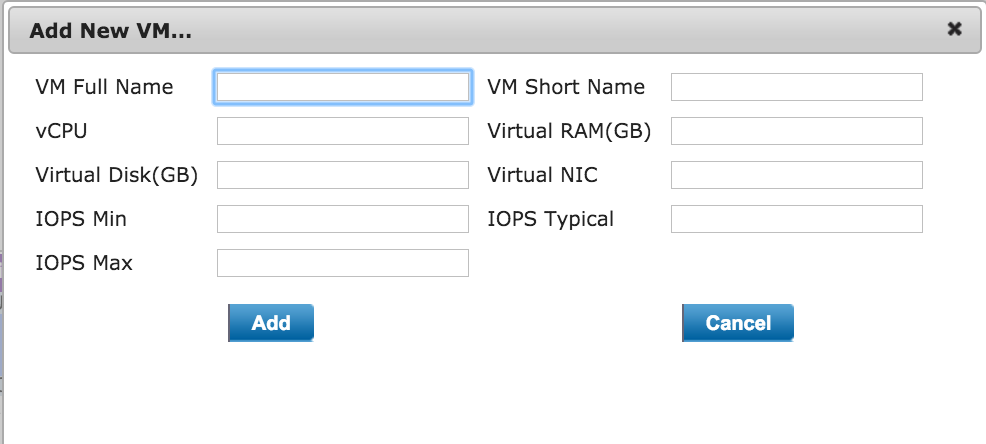 Add New VM...
VM Full Name VM Short Name
vCPU Virtual RAM(GB)
Virtual Disk(GB) Virtual NIC
IOPS Min IOPS Typical
IOPS Max
Add Cancel